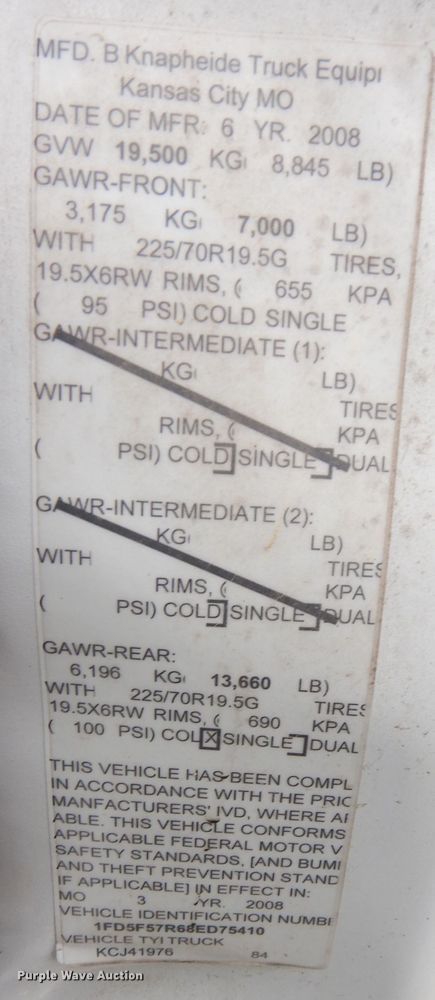 MFD. B Knapheide Truck Equipi
Kansas City MO
DATE OF MFR: 6 YR. 2008
GVW 19,500 KG( 8,845 LB)
GAWR-FRONT:
3,175 KG( 7,000 LB)
WITH 225/70R19.5G TIRES,
19.5X6RW RIMS, ( 655 KPA
( 95 PSI) COLD SINGLE
GAWR-INTERMEDIATE (1):
KG( LB)
WITH TIRES
RIMS, ( KPA
( PSI) COLD SINGLE DUAL
GAWR-INTERMEDIATE (2):
KG( LB)
WITH TIRES
RIMS, ( KPA
( PSI) COLD SINGLE DUAL
GAWR-REAR:
6,196 KG( 13,660 LB)
WITH 225/70R19.5G TIRES
19.5X6RW RIMS, ( 690 KPA
( 100 PSI) COL X SINGLE DUAL
THIS VEHICLE HAS BEEN COMPL
IN ACCORDANCE WITH THE PRIC
MANFACTURERS' IVD, WHERE AF
ABLE. THIS VEHICLE CONFORMS
APPLICABLE FEDERAL MOTOR V
SAFETY STANDARDS, [AND BUMI
AND THEFT PREVENTION STAND
IF APPLICABLE] IN EFFECT IN:
MO 3 YR. 2008
VEHICLE IDENTIFICATION NUMBE
1FD5F57R68ED75410
VEHICLE TYI TRUCK
KCJ41976 84
Purple Wave Auction